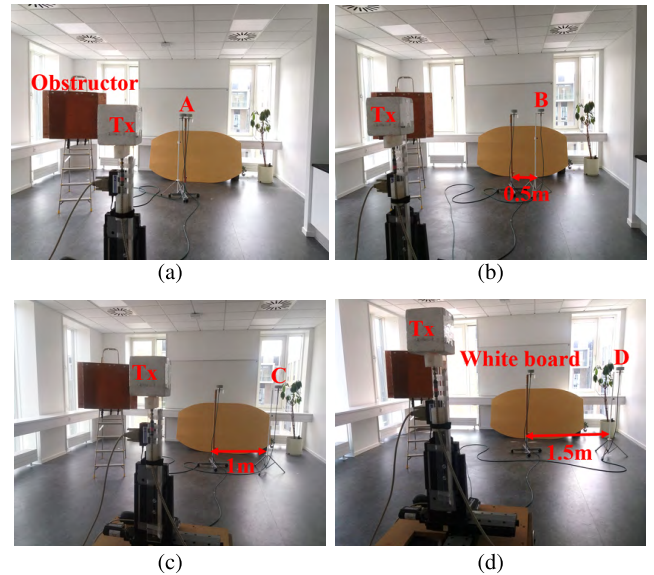 Obstructor
A
Tx
(a)
B
Tx
0.5m
(b)
C
Tx
1m
(c)
Tx
White board
D
1.5m
(d)